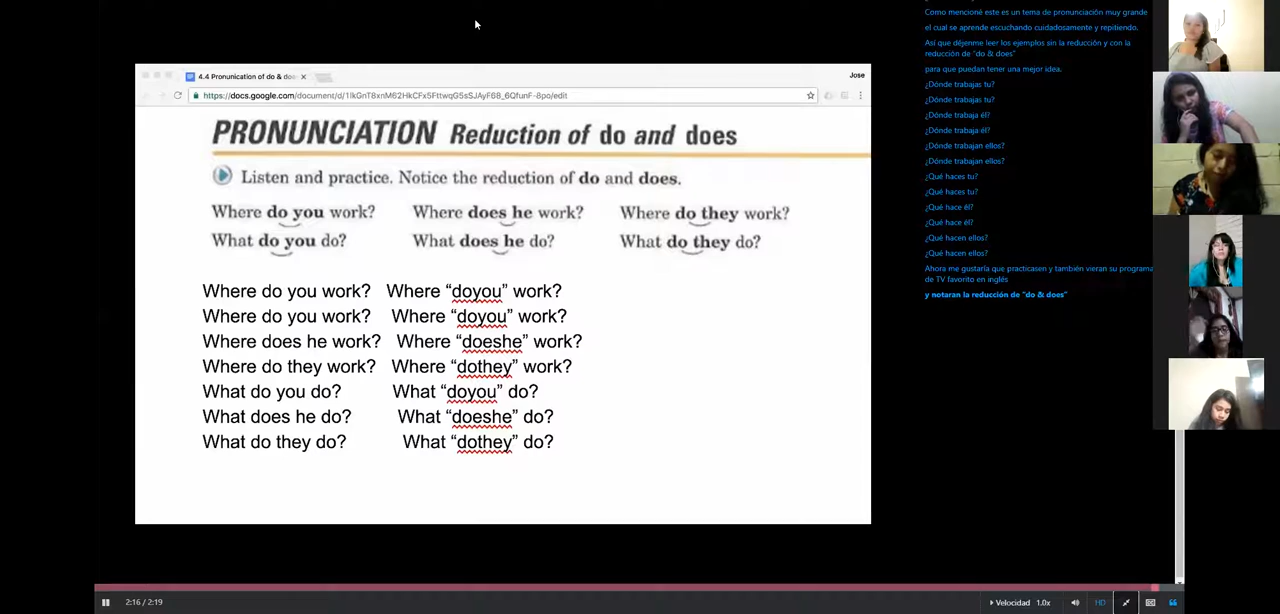 Como mencioné este es un tema de pronunciación muy grande
el cual se aprende escuchando cuidadosamente y repitiendo.
Así que déjenme leer los ejemplos sin la reducción y con la
reducción de "do & does"
para que puedan tener una mejor idea.
¿Dónde trabajas tu?
¿Dónde trabajas tu?
¿Dónde trabaja él?
¿Dónde trabaja él?
¿Dónde trabajan ellos?
¿Dónde trabajan ellos?
¿Qué haces tu?
¿Qué haces tu?
¿Qué hace él?
¿Qué hace él?
¿Qué hacen ellos?
¿Qué hacen ellos?
Ahora me gustaría que practicasen y también vieran su programa
de TV favorito en inglés
y notaran la reducción de "do & does"
4.4 Pronunication of do & doe
Jose
PRONUNCIATION Reduction of do and does
Listen and practice. Notice the reduction of do and does.
Where do you work? Where does he work? Where do they work?
What do you do? What does he do? What do they do?
Where do you work? Where "doyou" work?
Where do you work? Where "doyou" work?
Where does he work? Where "doeshe" work?
Where do they work? Where "dothey" work?
What do you do? What "doyou" do?
What does he do? What "doeshe" do?
What do they do? What "dothey" do?
2:16 / 2:19
Velocidad 1.0x
HD
CC